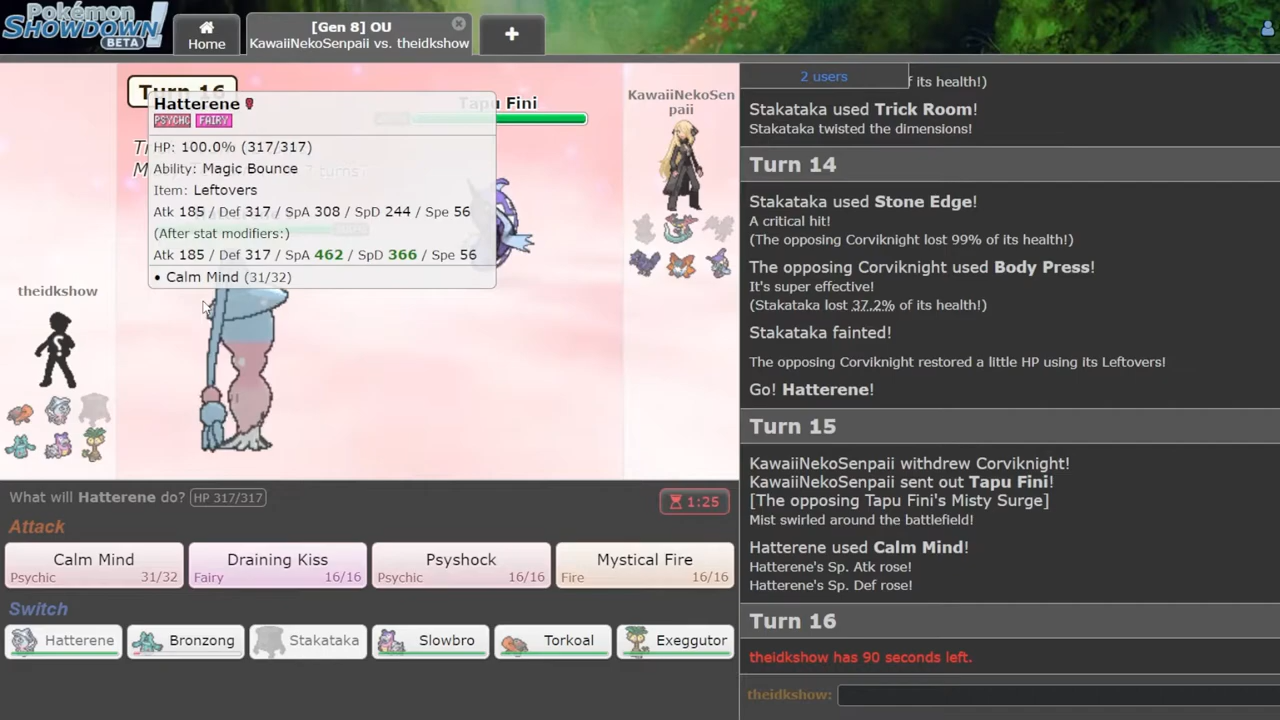 Pokémon
SHOWDOWN!
BETA
Home
[Gen 8] OU
KawaiiNekoSenpaii vs. theidkshow
+
2 users
Turn 16
Hatterene
PSYCHC FAIRY
HP: 100.0% (317/317)
Ability: Magic Bounce
Item: Leftovers
Atk 185 / Def 317 / SpA 308 / SpD 244 / Spe 56
(After stat modifiers:)
Atk 185 / Def 317 / SpA 462 / SpD 366 / Spe 56
• Calm Mind (31/32)
Tapu Fini
theidkshow
KawaiiNekoSen
paii
What will Hatterene do? HP 317/317
1:25
Attack
Calm Mind
Psychic 31/32
Draining Kiss
Fairy 16/16
Psyshock
Psychic 16/16
Mystical Fire
Fire 16/16
Switch
Hatterene
Bronzong
Stakataka
Slowbro
Torkoal
Exeggutor
of its health!)
Stakataka used Trick Room!
Stakataka twisted the dimensions!
Turn 14
Stakataka used Stone Edge!
A critical hit!
(The opposing Corviknight lost 99% of its health!)
The opposing Corviknight used Body Press!
It's super effective!
(Stakataka lost 37.2% of its health!)
Stakataka fainted!
The opposing Corviknight restored a little HP using its Leftovers!
Go! Hatterene!
Turn 15
KawaiiNekoSenpaii withdrew Corviknight!
KawaiiNekoSenpaii sent out Tapu Fini!
[The opposing Tapu Fini's Misty Surge]
Mist swirled around the battlefield!
Hatterene used Calm Mind!
Hatterene's Sp. Atk rose!
Hatterene's Sp. Def rose!
Turn 16
theidkshow has 90 seconds left.
theidkshow: